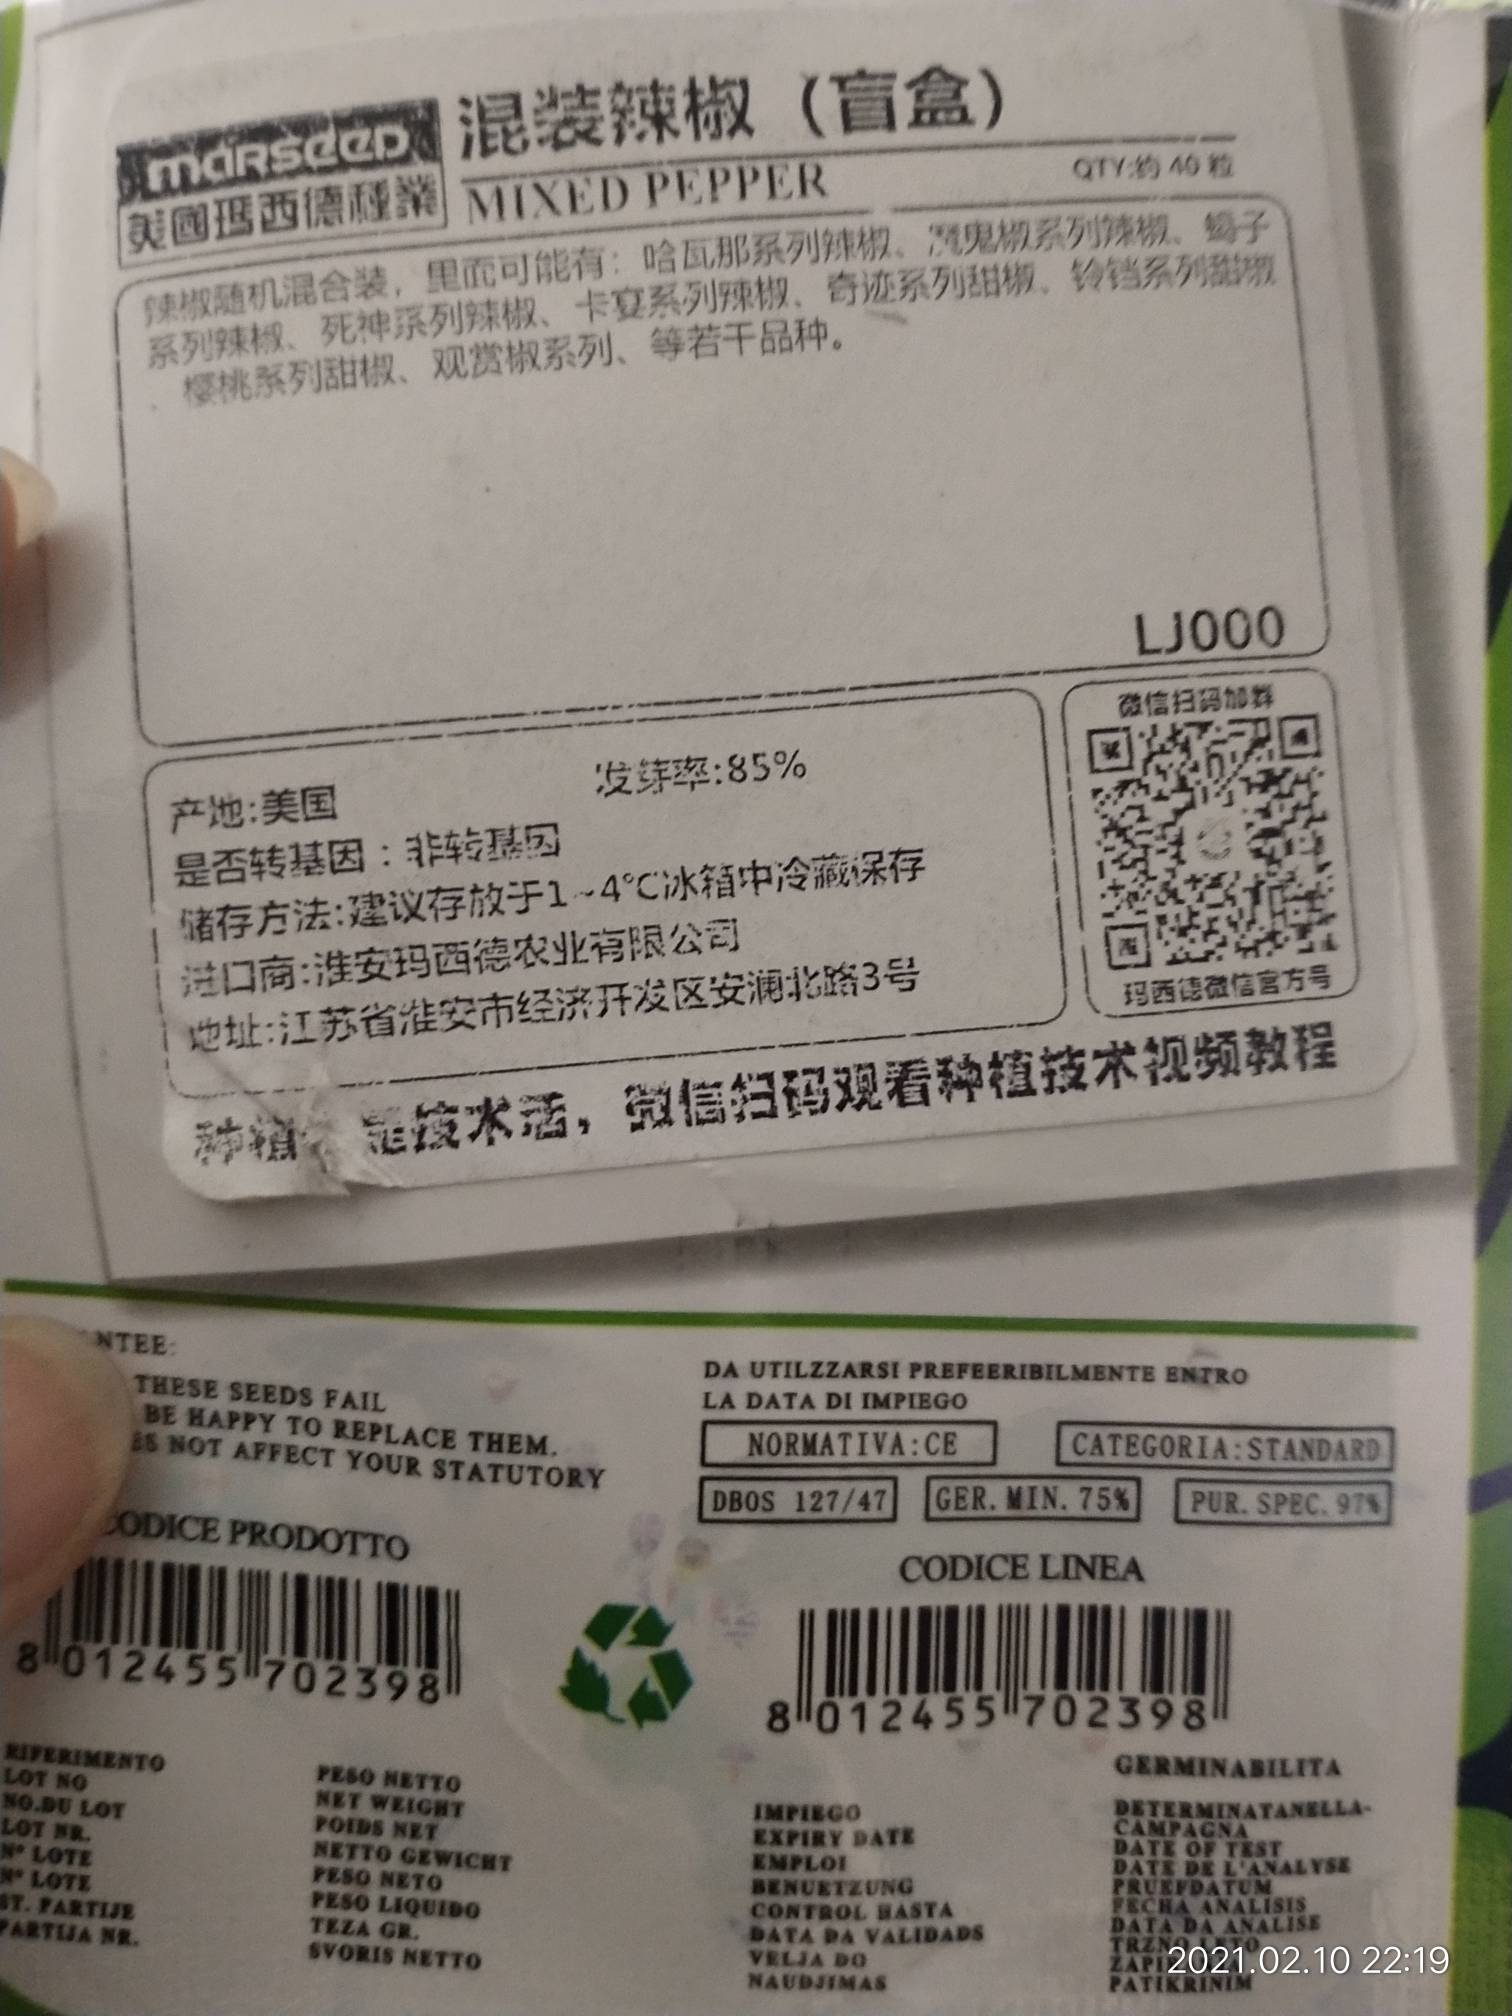 marseed
美國瑪西德種業
混装辣椒（盲盒）
MIXED PEPPER
QTY:约 40 粒
辣椒随机混合装，里面可能有：哈瓦那系列辣椒、魔鬼椒系列辣椒、蝎子
系列辣椒、死神系列辣椒、卡宴系列辣椒、奇迹系列甜椒、铃铛系列甜椒
、樱桃系列甜椒、观赏椒系列、等若干品种。
LJ000
产地:美国
发芽率:85%
是否转基因：非转基因
储存方法:建议存放于1~4℃冰箱中冷藏保存
进口商:淮安玛西德农业有限公司
地址:江苏省淮安市经济开发区安澜北路3号
微信扫码加群
玛西德微信官方号
种植 是技术活，微信扫码观看种植技术视频教程
NTEE:
THESE SEEDS FAIL
BE HAPPY TO REPLACE THEM.
ES NOT AFFECT YOUR STATUTORY
DA UTILZZARSI PREFEERIBILMENTE ENTRO
LA DATA DI IMPIEGO
NORMATIVA:CE
CATEGORIA:STANDARD
DBOS 127/47
GER. MIN. 75%
PUR. SPEC. 97%
CODICE PRODOTTO
8 012455 702398
CODICE LINEA
8 012455 702398
RIFERIMENTO
LOT NO
NO.DU LOT
LOT NR.
Nº LOTE
Nº LOTE
ST. PARTIJE
PARTIJA NR.
PESO NETTO
NET WEIGHT
POIDS NET
NETTO GEWICHT
PESO NETO
PESO LIQUIDO
TEZA GR.
SVORIS NETTO
IMPIEGO
EXPIRY DATE
EMPLOI
BENUETZUNG
CONTROL HASTA
DATA DA VALIDADS
VELJA DO
NAUDJIMAS
GERMINABILITA
DETERMINATANELLA-
CAMPAGNA
DATE OF TEST
DATE DE L'ANALYSE
PRUEFDATUM
FECHA ANALISIS
DATA DA ANALISE
TRZNO LETO
PATIKRINIM
2021.02.10 22:19